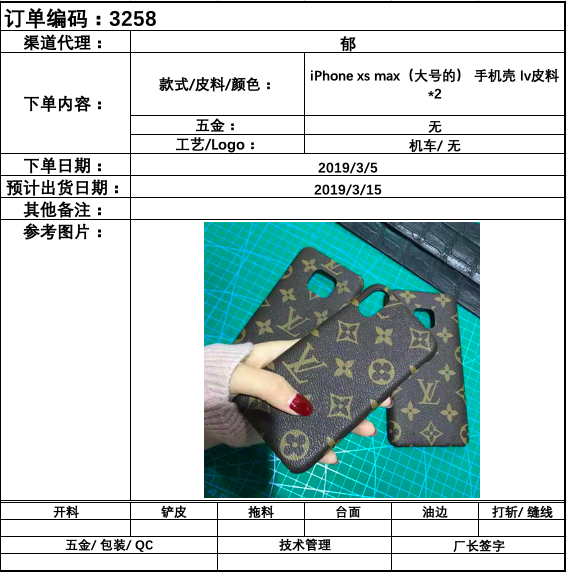 订单编码：3258
渠道代理：
郁
下单内容：
款式/皮料/颜色：
iPhone xs max（大号的） 手机壳 lv皮料
*2
五金：
无
工艺/Logo：
机车/ 无
下单日期：
2019/3/5
预计出货日期：
2019/3/15
其他备注：
参考图片：
开料
铲皮
拖料
台面
油边
打斩/ 缝线
五金/ 包装/ QC
技术管理
厂长签字